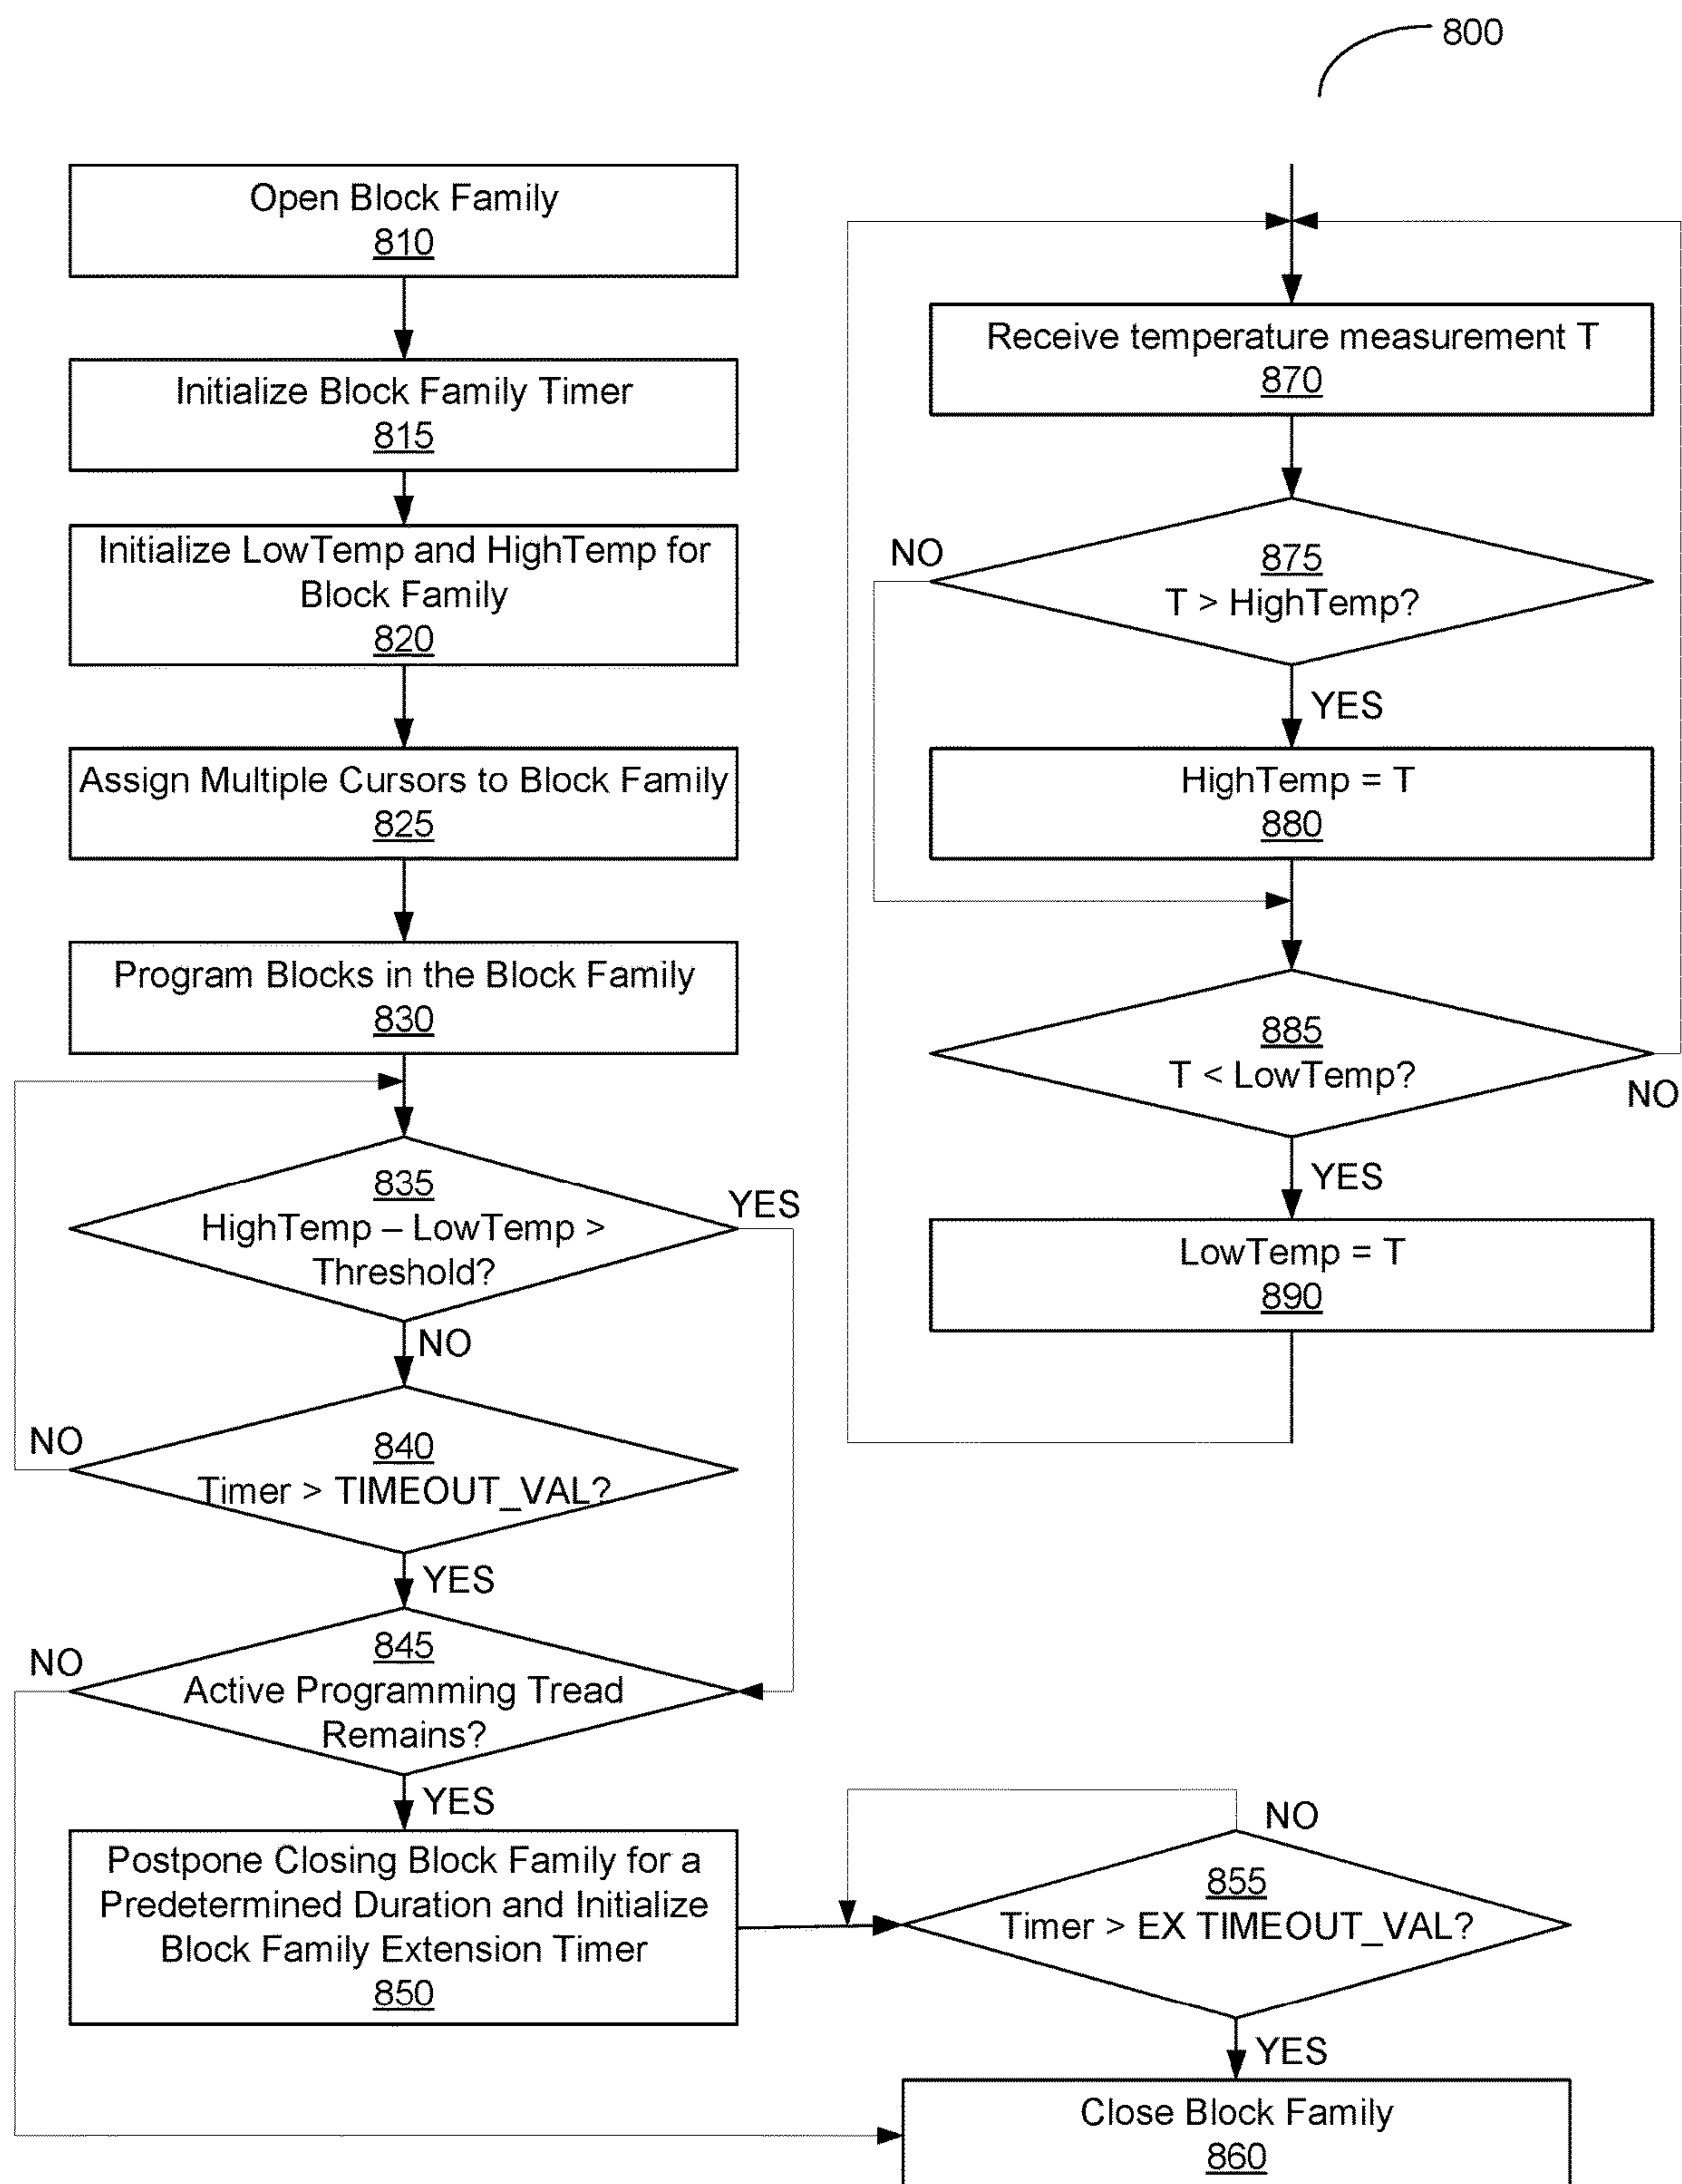 800
Open Block Family
810
Initialize Block Family Timer
815
Initialize LowTemp and HighTemp for
Block Family
820
Assign Multiple Cursors to Block Family
825
Program Blocks in the Block Family
830
835
HighTemp – LowTemp >
Threshold?
YES
NO
840
Timer > TIMEOUT_VAL?
NO
YES
845
Active Programming Tread
Remains?
NO
YES
Postpone Closing Block Family for a
Predetermined Duration and Initialize
Block Family Extension Timer
850
855
Timer > EX TIMEOUT_VAL?
NO
YES
Close Block Family
860
Receive temperature measurement T
870
875
T > HighTemp?
NO
YES
HighTemp = T
880
885
T < LowTemp?
NO
YES
LowTemp = T
890